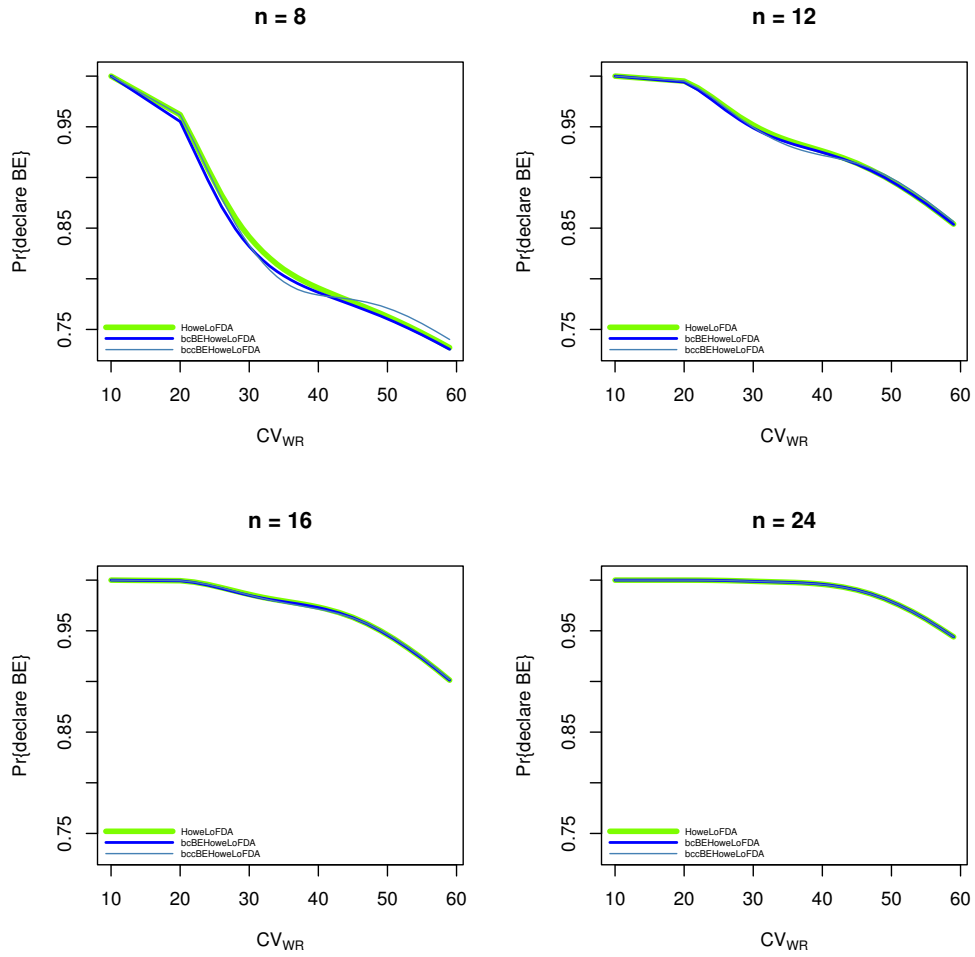 n = 8
Pr{declare BE}
0.95
0.85
0.75
HoweLoFDA
bcBEHoweLoFDA
bccBEHoweLoFDA
10 20 30 40 50 60
CV_WR
n = 12
Pr{declare BE}
0.95
0.85
0.75
HoweLoFDA
bcBEHoweLoFDA
bccBEHoweLoFDA
10 20 30 40 50 60
CV_WR
n = 16
Pr{declare BE}
0.95
0.85
0.75
HoweLoFDA
bcBEHoweLoFDA
bccBEHoweLoFDA
10 20 30 40 50 60
CV_WR
n = 24
Pr{declare BE}
0.95
0.85
0.75
HoweLoFDA
bcBEHoweLoFDA
bccBEHoweLoFDA
10 20 30 40 50 60
CV_WR